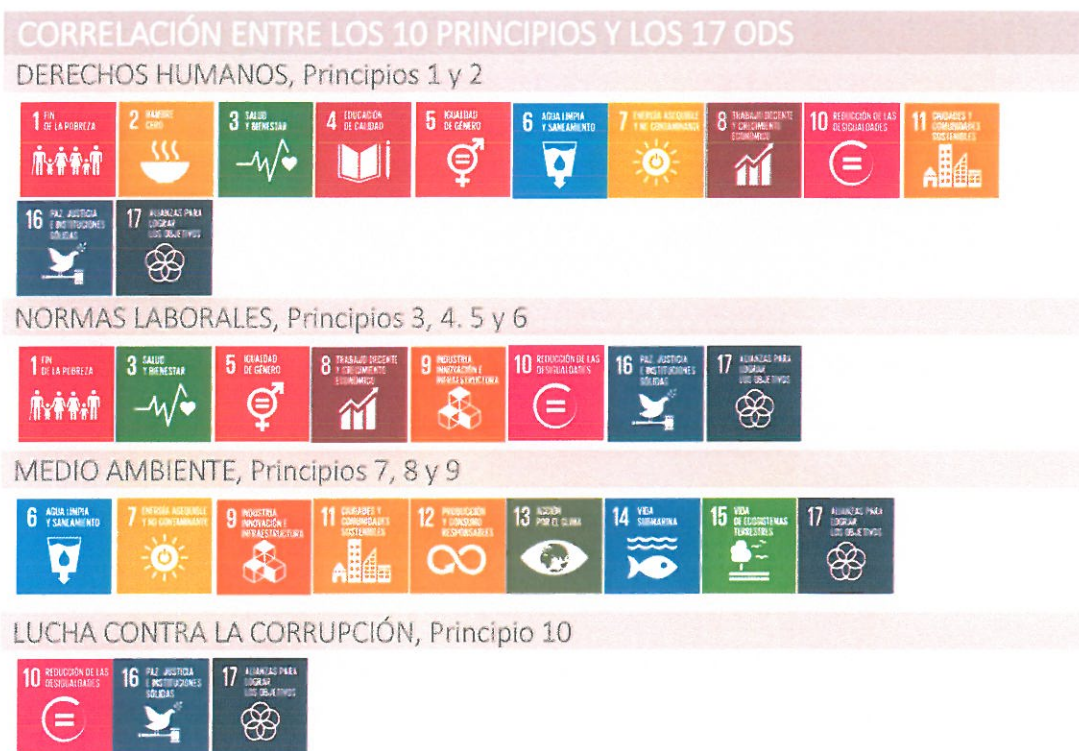 CORRELACIÓN ENTRE LOS 10 PRINCIPIOS Y LOS 17 ODS
DERECHOS HUMANOS, Principios 1 y 2
1 FIN
DE LA POBREZA
2 HAMBRE
CERO
3 SALUD
Y BIENESTAR
4 EDUCACIÓN
DE CALIDAD
5 IGUALDAD
DE GÉNERO
6 AGUA LIMPIA
Y SANEAMIENTO
7 ENERGÍA ASEQUIBLE
Y NO CONTAMINANTE
8 TRABAJO DECENTE
Y CRECIMIENTO
ECONÓMICO
10 REDUCCIÓN DE LAS
DESIGUALDADES
11 CIUDADES Y
COMUNIDADES
SOSTENIBLES
16 PAZ, JUSTICIA
E INSTITUCIONES
SÓLIDAS
17 ALIANZAS PARA
LOGRAR
LOS OBJETIVOS
NORMAS LABORALES, Principios 3, 4. 5 y 6
1 FIN
DE LA POBREZA
3 SALUD
Y BIENESTAR
5 IGUALDAD
DE GÉNERO
8 TRABAJO DECENTE
Y CRECIMIENTO
ECONÓMICO
9 INDUSTRIA
INNOVACIÓN E
INFRAESTRUCTURA
10 REDUCCIÓN DE LAS
DESIGUALDADES
16 PAZ, JUSTICIA
E INSTITUCIONES
SÓLIDAS
17 ALIANZAS PARA
LOGRAR
LOS OBJETIVOS
MEDIO AMBIENTE, Principios 7, 8 y 9
6 AGUA LIMPIA
Y SANEAMIENTO
7 ENERGÍA ASEQUIBLE
Y NO CONTAMINANTE
9 INDUSTRIA
INNOVACIÓN E
INFRAESTRUCTURA
11 CIUDADES Y
COMUNIDADES
SOSTENIBLES
12 PRODUCCIÓN
Y CONSUMO
RESPONSABLES
13 ACCIÓN
POR EL CLIMA
14 VIDA
SUBMARINA
15 VIDA
DE ECOSISTEMAS
TERRESTRES
17 ALIANZAS PARA
LOGRAR
LOS OBJETIVOS
LUCHA CONTRA LA CORRUPCIÓN, Principio 10
10 REDUCCIÓN DE LAS
DESIGUALDADES
16 PAZ, JUSTICIA
E INSTITUCIONES
SÓLIDAS
17 ALIANZAS PARA
LOGRAR
LOS OBJETIVOS